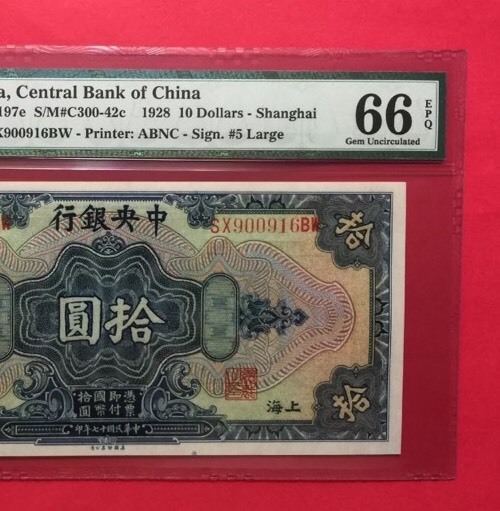 a, Central Bank of China
197e S/M#C300-42c 1928 10 Dollars - Shanghai
X900916BW - Printer: ABNC - Sign. #5 Large
66
EPQ
Gem Uncirculated
行銀央中
SX900916BW
拾
圓拾
憑票即付國幣拾圓
海上
拾
印年七十國民華中